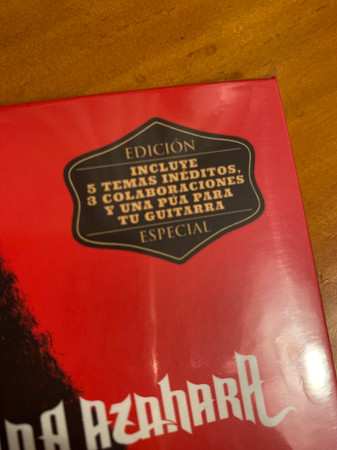 EDICIÓN
INCLUYE
5 TEMAS INÉDITOS,
3 COLABORACIONES
Y UNA PÚA PARA
TU GUITARRA
ESPECIAL
AZAHARA